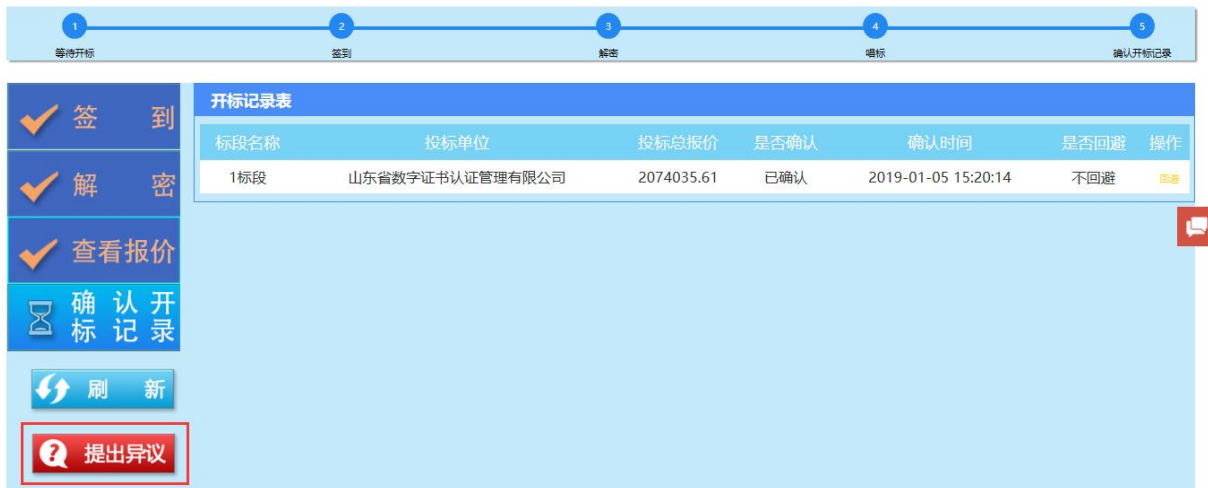 1 2 3 4 5
等待开标 签到 解密 唱标 确认开标记录
开标记录表
标段名称 投标单位 投标总报价 是否确认 确认时间 是否回避 操作
1标段 山东省数字证书认证管理有限公司 2074035.61 已确认 2019-01-05 15:20:14 不回避 回避
签 到
解 密
查看报价
确 认 开
标 记 录
刷 新
提出异议